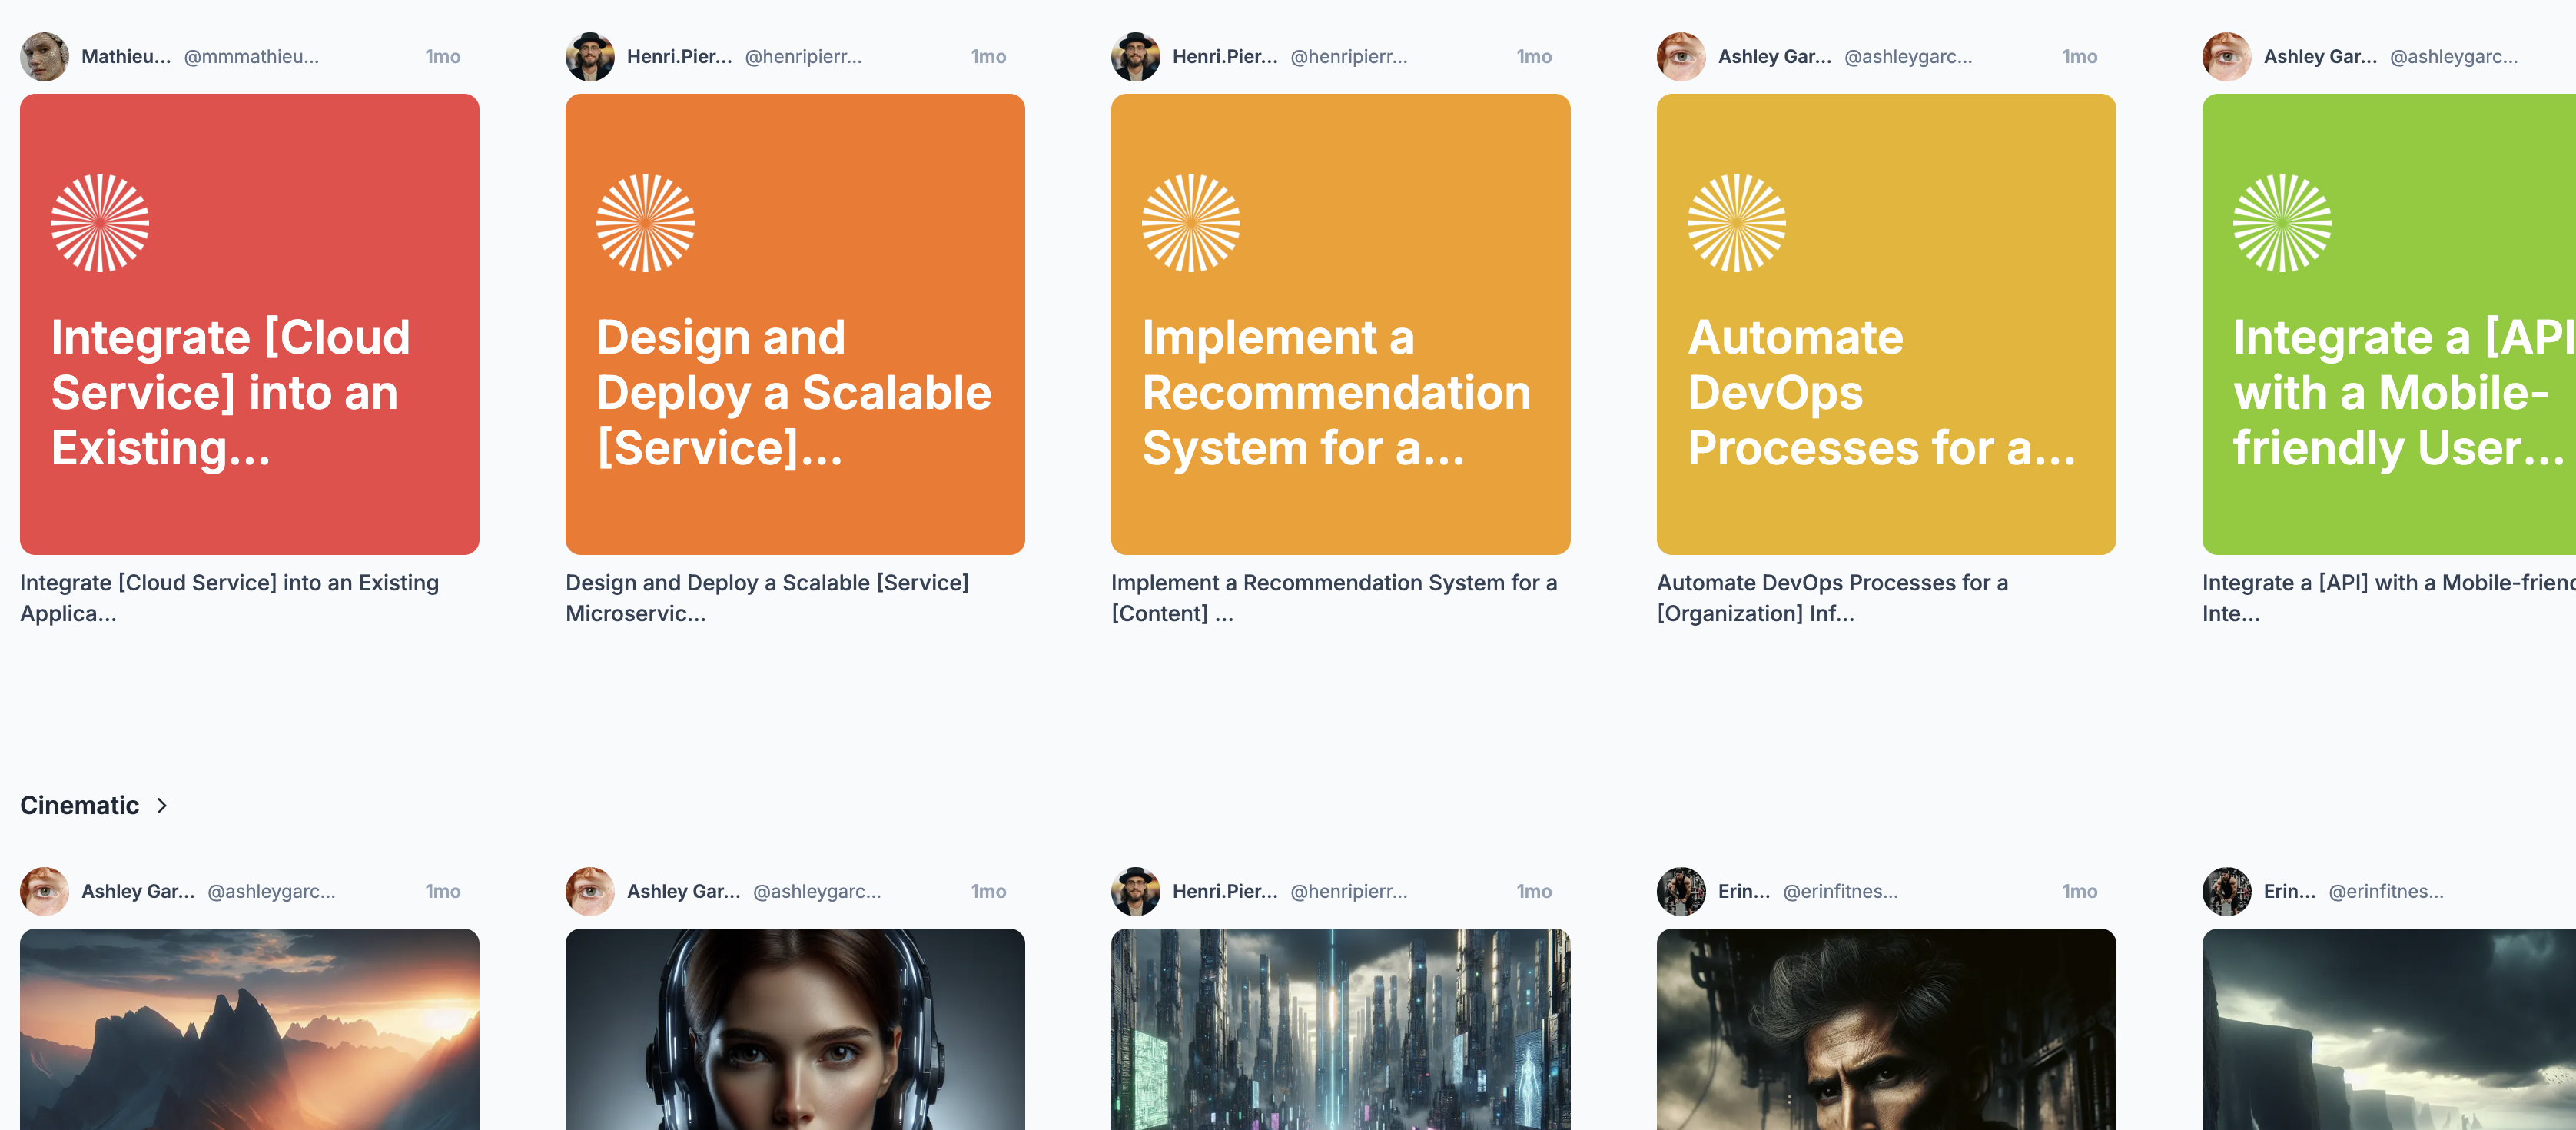 Mathieu... @mmmathieu... 1mo
Henri.Pier... @henripierr... 1mo
Henri.Pier... @henripierr... 1mo
Ashley Gar... @ashleygarc... 1mo
Ashley Gar... @ashleygarc...
Integrate [Cloud
Service] into an
Existing...
Design and
Deploy a Scalable
[Service]...
Implement a
Recommendation
System for a...
Automate
DevOps
Processes for a...
Integrate a [API
with a Mobile-
friendly User...
Integrate [Cloud Service] into an Existing
Applica...
Design and Deploy a Scalable [Service]
Microservic...
Implement a Recommendation System for a
[Content] ...
Automate DevOps Processes for a
[Organization] Inf...
Integrate a [API] with a Mobile-friend
Inte...
Cinematic
Ashley Gar... @ashleygarc... 1mo
Ashley Gar... @ashleygarc... 1mo
Henri.Pier... @henripierr... 1mo
Erin... @erinfitnes... 1mo
Erin... @erinfitnes...